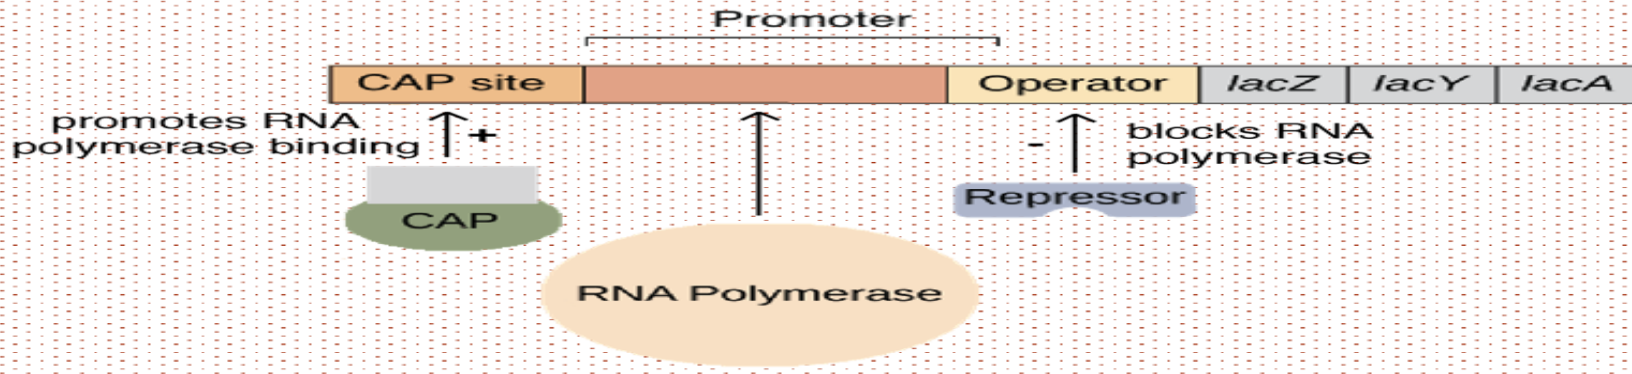 Promoter
CAP site
Operator
lacZ
lacY
lacA
promotes RNA
polymerase binding
+
-
blocks RNA
polymerase
CAP
Repressor
RNA Polymerase